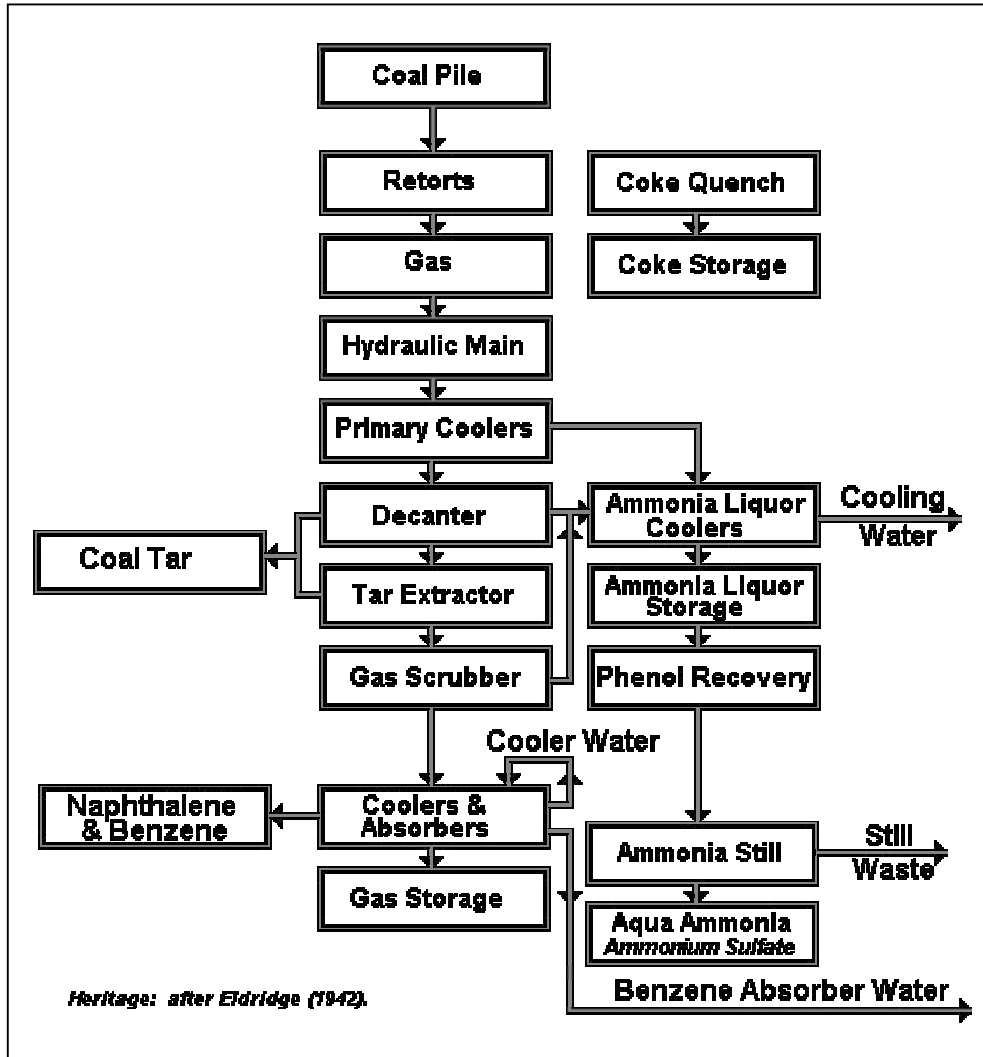 Coal Pile
Retorts
Coke Quench
Gas
Coke Storage
Hydraulic Main
Primary Coolers
Decanter
Ammonia Liquor
Coolers
Cooling
Water
Coal Tar
Tar Extractor
Ammonia Liquor
Storage
Gas Scrubber
Phenol Recovery
Cooler Water
Naphthalene
& Benzene
Coolers &
Absorbers
Ammonia Still
Still
Waste
Gas Storage
Aqua Ammonia
Ammonium Sulfate
Benzene Absorber Water
Heritage: after Eldridge (1942).